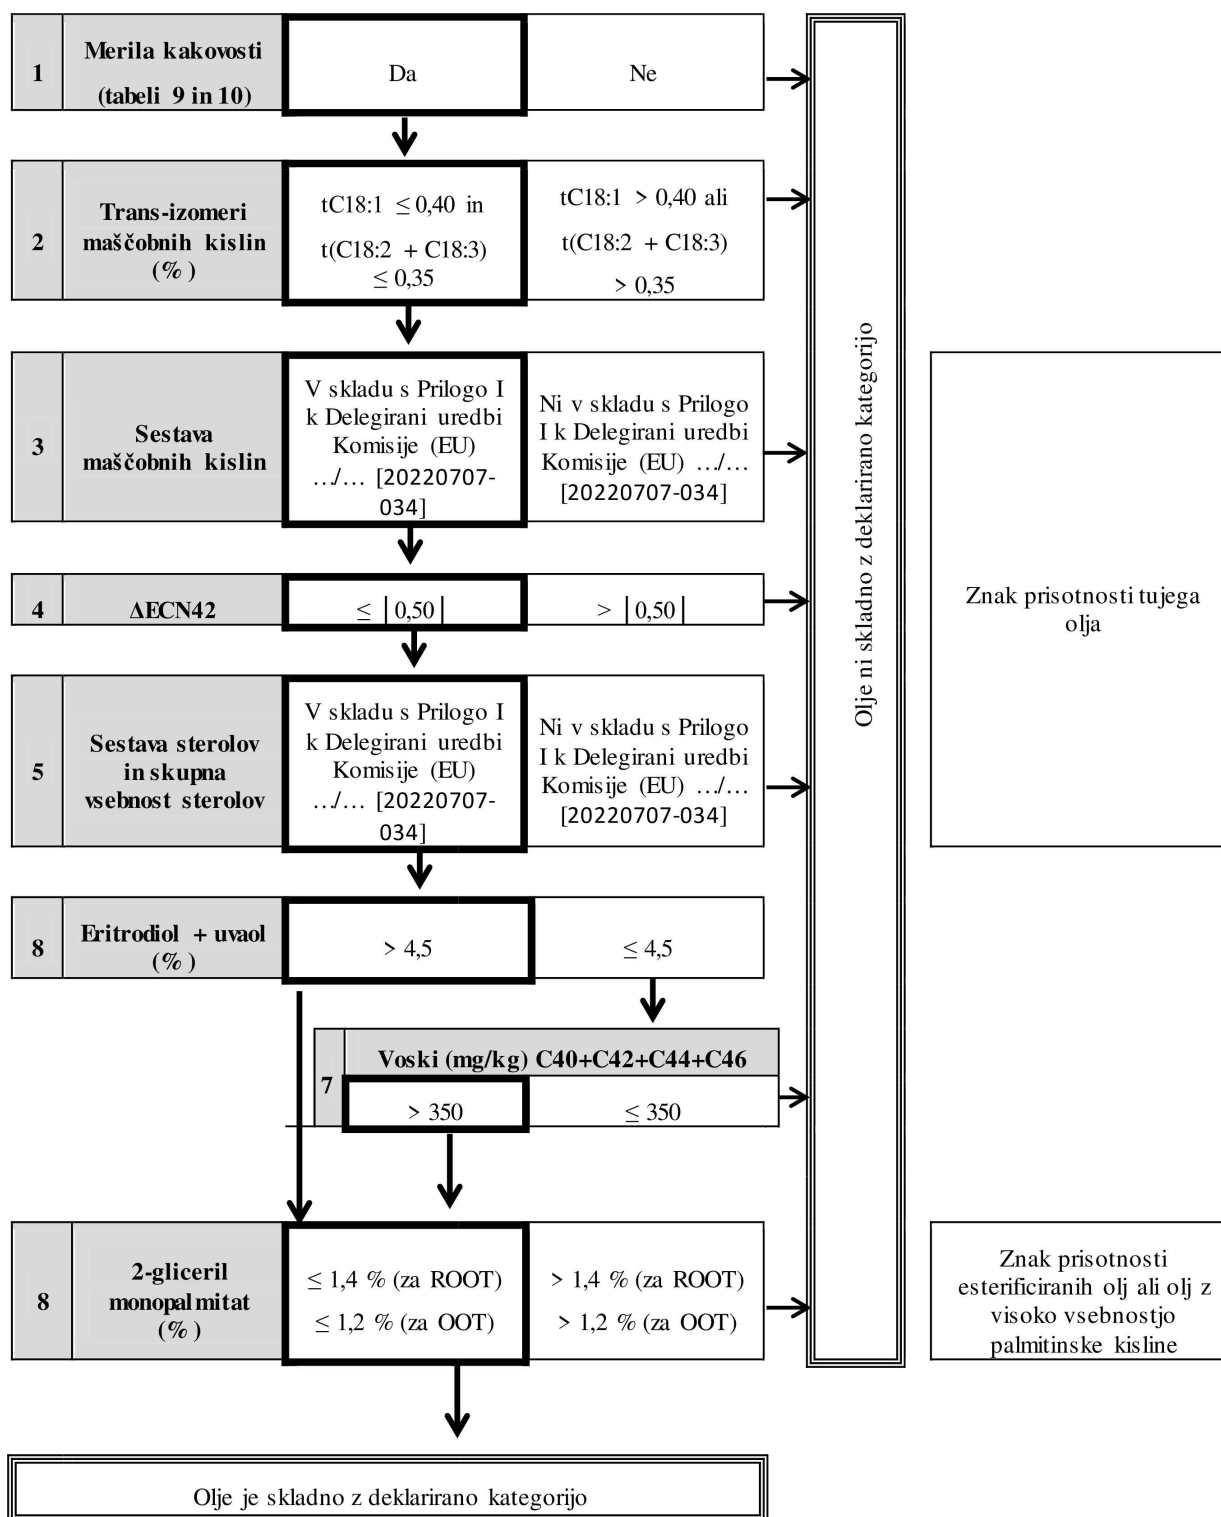 1
Merila kakovosti
(tabeli 9 in 10)
Da
Ne
2
Trans-izomeri
maščobnih kislin
(%)
tC18:1 ≤ 0,40 in
t(C18:2 + C18:3)
≤ 0,35
tC18:1 > 0,40 ali
t(C18:2 + C18:3)
> 0,35
3
Sestava
maščobnih kislin
V skladu s Prilogo I
k Delegirani uredbi
Komisije (EU)
…/… [20220707-
034]
Ni v skladu s Prilogo
I k Delegirani uredbi
Komisije (EU) …/…
[20220707-034]
4
ΔECN42
≤ |0,50|
> |0,50|
5
Sestava sterolov
in skupna
vsebnost sterolov
V skladu s Prilogo I
k Delegirani uredbi
Komisije (EU)
…/… [20220707-
034]
Ni v skladu s Prilogo
I k Delegirani uredbi
Komisije (EU) …/…
[20220707-034]
8
Eritrodiol + uvaol
(%)
> 4,5
≤ 4,5
7
Voski (mg/kg) C40+C42+C44+C46
> 350
≤ 350
8
2-gliceril
monopalmitat
(%)
≤ 1,4 % (za ROOT)
≤ 1,2 % (za OOT)
> 1,4 % (za ROOT)
> 1,2 % (za OOT)
Olje ni skladno z deklarirano kategorijo
Znak prisotnosti tujega
olja
Znak prisotnosti
esterificiranih olj ali olj z
visoko vsebnostjo
palmitinske kisline
Olje je skladno z deklarirano kategorijo